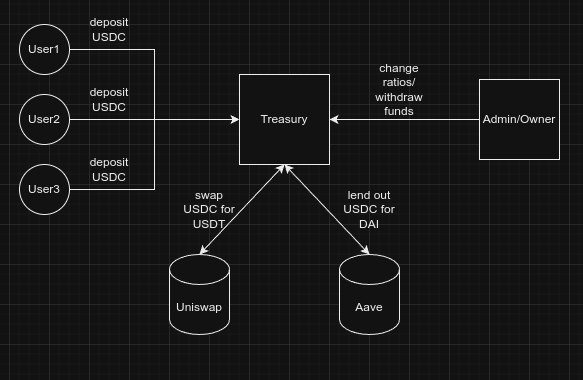 deposit
USDC
User1
deposit
USDC
User2
deposit
USDC
User3
Treasury
change
ratios/
withdraw
funds
Admin/Owner
swap
USDC for
USDT
lend out
USDC for
DAI
Uniswap
Aave